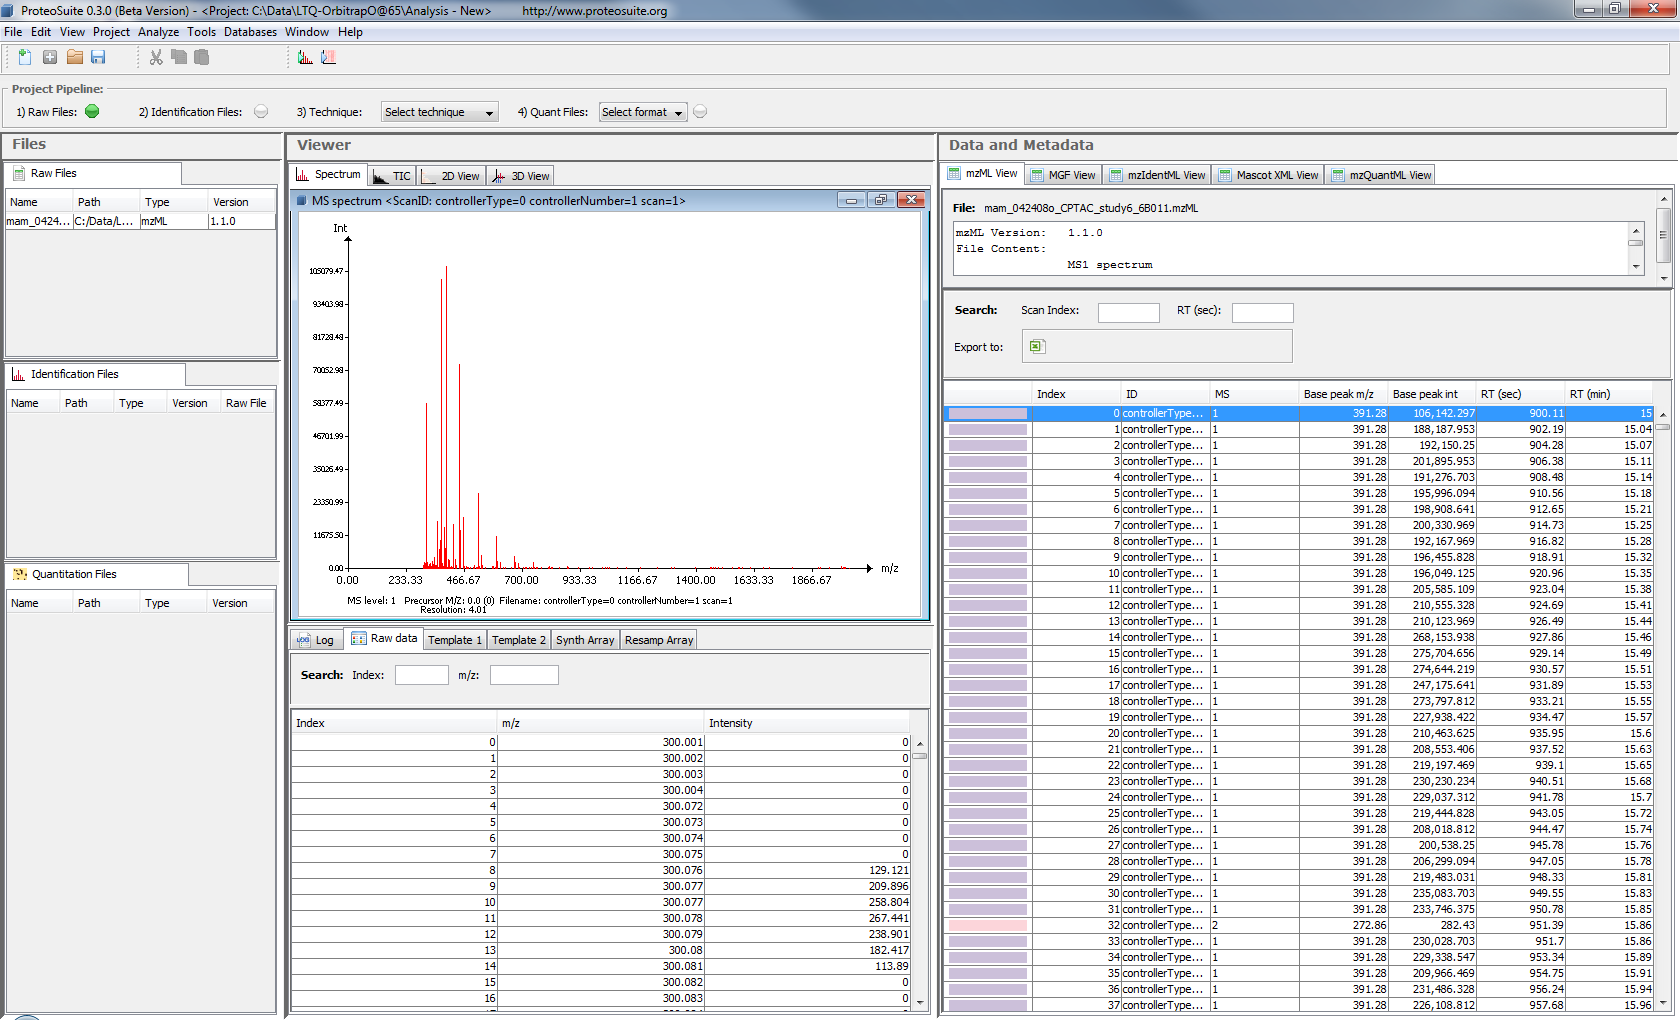 ProteoSuite 0.3.0 (Beta Version) - <Project: C:\Data\LTQ-OrbitrapO@65\Analysis - New>          http://www.proteosuite.org
File Edit View Project Analyze Tools Databases Window Help
Project Pipeline:
1) Raw Files: 2) Identification Files: 3) Technique: Select technique 4) Quant Files: Select format
Files
Raw Files
Name Path Type Version
mam_0424... C:/Data/L... mzML 1.1.0
Identification Files
Name Path Type Version Raw File
Quantitation Files
Name Path Type Version
Viewer
Spectrum TIC 2D View 3D View
MS spectrum <ScanID: controllerType=0 controllerNumber=1 scan=1>
Int
105079.47
93403.98
81728.48
70052.98
58377.49
46701.99
35026.49
23350.99
11675.50
0.00
0.00 233.33 466.67 700.00 933.33 1166.67 1400.00 1633.33 1866.67 m/z
MS level: 1 Precursor M/Z: 0.0 (0) Filename: controllerType=0 controllerNumber=1 scan=1
Resolution: 4.01
Log Raw data Template 1 Template 2 Synth Array Resamp Array
Search: Index: m/z:
Index m/z Intensity
0 300.001 0
1 300.002 0
2 300.003 0
3 300.004 0
4 300.072 0
5 300.073 0
6 300.074 0
7 300.075 0
8 300.076 129.121
9 300.077 209.896
10 300.077 258.804
11 300.078 267.441
12 300.079 238.901
13 300.08 182.417
14 300.081 113.89
15 300.082 0
16 300.083 0
Data and Metadata
mzML View MGF View mzIdentML View Mascot XML View mzQuantML View
File: mam_042408o_CPTAC_study6_6B011.mzML
mzML Version: 1.1.0
File Content:
MS1 spectrum
Search: Scan Index: RT (sec):
Export to:
Index ID MS Base peak m/z Base peak int RT (sec) RT (min)
0 controllerType... 1 391.28 106,142.297 900.11 15
1 controllerType... 1 391.28 188,187.953 902.19 15.04
2 controllerType... 1 391.28 192,150.25 904.28 15.07
3 controllerType... 1 391.28 201,895.953 906.38 15.11
4 controllerType... 1 391.28 191,276.703 908.48 15.14
5 controllerType... 1 391.28 195,996.094 910.56 15.18
6 controllerType... 1 391.28 198,908.641 912.65 15.21
7 controllerType... 1 391.28 200,330.969 914.73 15.25
8 controllerType... 1 391.28 192,167.969 916.82 15.28
9 controllerType... 1 391.28 196,455.828 918.91 15.32
10 controllerType... 1 391.28 196,049.125 920.96 15.35
11 controllerType... 1 391.28 205,585.109 923.04 15.38
12 controllerType... 1 391.28 210,555.328 924.69 15.41
13 controllerType... 1 391.28 210,123.969 926.49 15.44
14 controllerType... 1 391.28 268,153.938 927.86 15.46
15 controllerType... 1 391.28 275,704.656 929.14 15.49
16 controllerType... 1 391.28 274,644.219 930.57 15.51
17 controllerType... 1 391.28 247,175.641 931.89 15.53
18 controllerType... 1 391.28 273,797.812 933.21 15.55
19 controllerType... 1 391.28 227,938.422 934.47 15.57
20 controllerType... 1 391.28 210,463.625 935.95 15.6
21 controllerType... 1 391.28 208,553.406 937.52 15.63
22 controllerType... 1 391.28 219,197.469 939.1 15.65
23 controllerType... 1 391.28 230,230.234 940.51 15.68
24 controllerType... 1 391.28 229,037.312 941.78 15.7
25 controllerType... 1 391.28 219,444.828 943.05 15.72
26 controllerType... 1 391.28 208,018.812 944.47 15.74
27 controllerType... 1 391.28 200,538.25 945.78 15.76
28 controllerType... 1 391.28 206,299.094 947.05 15.78
29 controllerType... 1 391.28 219,483.031 948.33 15.81
30 controllerType... 1 391.28 235,083.703 949.55 15.83
31 controllerType... 1 391.28 233,746.375 950.78 15.85
32 controllerType... 2 272.86 282.43 951.39 15.86
33 controllerType... 1 391.28 230,028.703 951.7 15.86
34 controllerType... 1 391.28 229,338.547 953.34 15.89
35 controllerType... 1 391.28 209,966.469 954.75 15.91
36 controllerType... 1 391.28 231,486.328 956.24 15.94
37 controllerType... 1 391.28 226,108.812 957.68 15.96